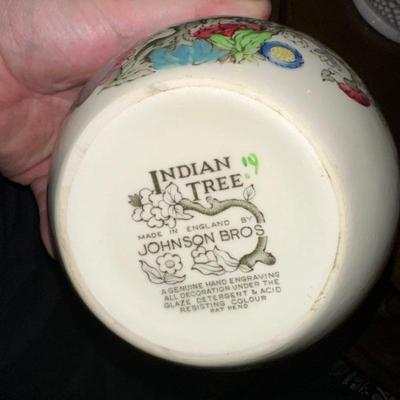 INDIAN 19
TREE
MADE IN ENGLAND BY
JOHNSON BROS
A GENUINE HAND ENGRAVING
ALL DECORATION UNDER THE
GLAZE DETERGENT & ACID
RESISTING COLOUR
PAT PEND